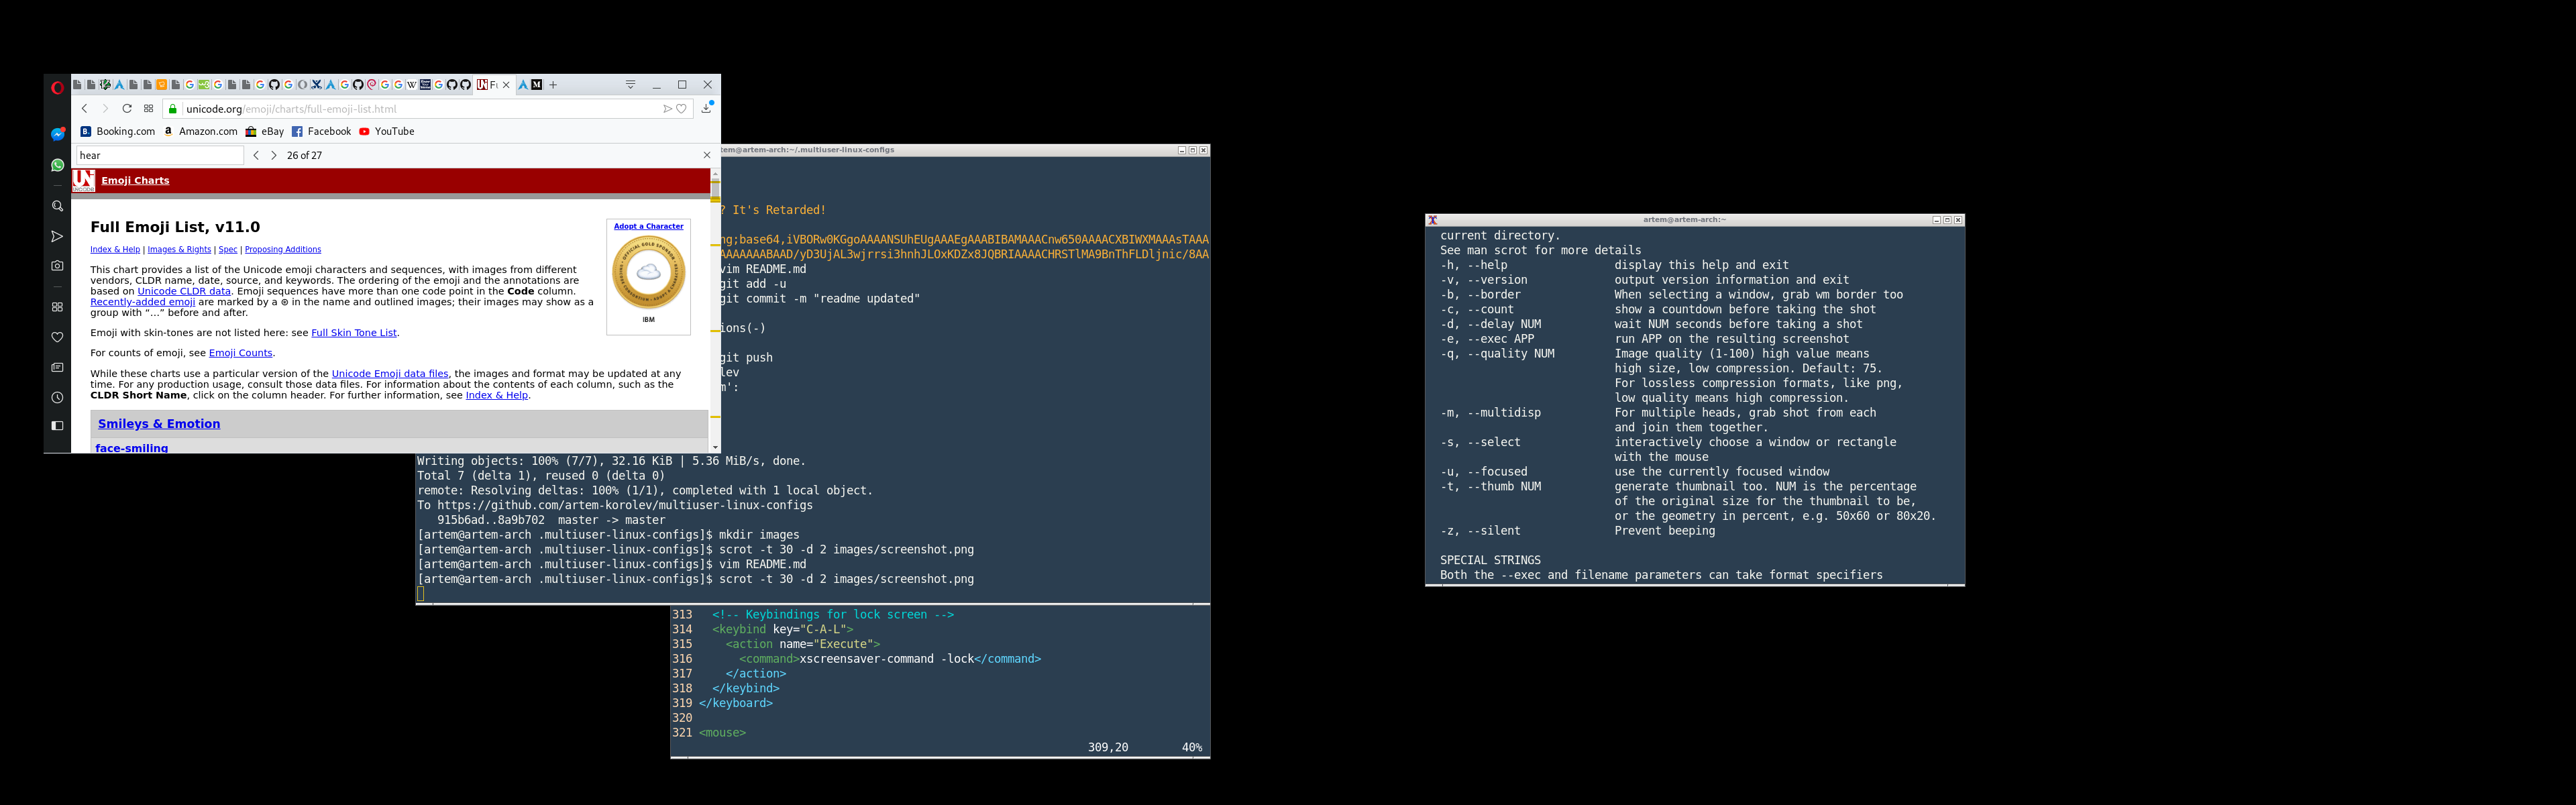 unicode.org/emoji/charts/full-emoji-list.html
Booking.com Amazon.com eBay Facebook YouTube
hear 26 of 27
Emoji Charts
Full Emoji List, v11.0
Index & Help | Images & Rights | Spec | Proposing Additions
This chart provides a list of the Unicode emoji characters and sequences, with images from different
vendors, CLDR name, date, source, and keywords. The ordering of the emoji and the annotations are
based on Unicode CLDR data. Emoji sequences have more than one code point in the Code column.
Recently-added emoji are marked by a ⊛ in the name and outlined images; their images may show as a
group with “…” before and after.
Emoji with skin-tones are not listed here: see Full Skin Tone List.
For counts of emoji, see Emoji Counts.
While these charts use a particular version of the Unicode Emoji data files, the images and format may be updated at any
time. For any production usage, consult those data files. For information about the contents of each column, such as the
CLDR Short Name, click on the column header. For further information, see Index & Help.
Adopt a Character
IBM
Smileys & Emotion
face-smiling
tem@artem-arch:~/.multiuser-linux-configs
? It's Retarded!
ng;base64,iVBORw0KGgoAAAANSUhEUgAAAEgAAABIBAMAAACnw650AAAACXBIWXMAAAsTAAA
AAAAAAABAAD/yD3UjAL3wjrrsi3hnhJLOxKDZx8JQBRIAAAACHRSTlMA9BnThFLDljnic/8AA
vim README.md
git add -u
git commit -m "readme updated"
ions(-)
git push
lev
m':
Writing objects: 100% (7/7), 32.16 KiB | 5.36 MiB/s, done.
Total 7 (delta 1), reused 0 (delta 0)
remote: Resolving deltas: 100% (1/1), completed with 1 local object.
To https://github.com/artem-korolev/multiuser-linux-configs
915b6ad..8a9b702 master -> master
[artem@artem-arch .multiuser-linux-configs]$ mkdir images
[artem@artem-arch .multiuser-linux-configs]$ scrot -t 30 -d 2 images/screenshot.png
[artem@artem-arch .multiuser-linux-configs]$ vim README.md
[artem@artem-arch .multiuser-linux-configs]$ scrot -t 30 -d 2 images/screenshot.png
313 <!-- Keybindings for lock screen -->
314 <keybind key="C-A-L">
315 <action name="Execute">
316 <command>xscreensaver-command -lock</command>
317 </action>
318 </keybind>
319 </keyboard>
320
321 <mouse>
309,20 40%
artem@artem-arch:~
current directory.
See man scrot for more details
-h, --help display this help and exit
-v, --version output version information and exit
-b, --border When selecting a window, grab wm border too
-c, --count show a countdown before taking the shot
-d, --delay NUM wait NUM seconds before taking a shot
-e, --exec APP run APP on the resulting screenshot
-q, --quality NUM Image quality (1-100) high value means
high size, low compression. Default: 75.
For lossless compression formats, like png,
low quality means high compression.
-m, --multidisp For multiple heads, grab shot from each
and join them together.
-s, --select interactively choose a window or rectangle
with the mouse
-u, --focused use the currently focused window
-t, --thumb NUM generate thumbnail too. NUM is the percentage
of the original size for the thumbnail to be,
or the geometry in percent, e.g. 50x60 or 80x20.
-z, --silent Prevent beeping
SPECIAL STRINGS
Both the --exec and filename parameters can take format specifiers